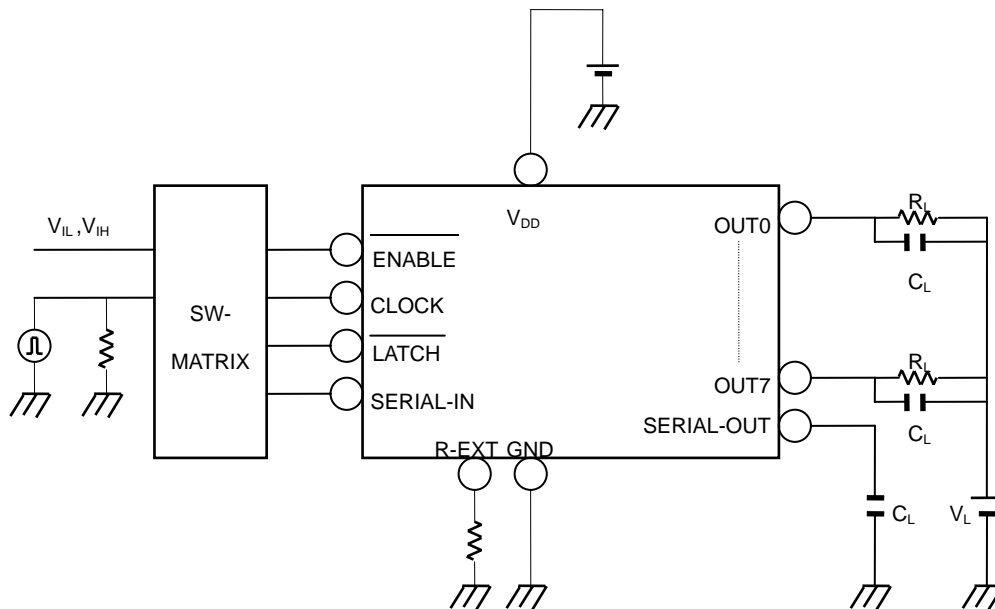 V_IL ,V_IH
SW-
MATRIX
ENABLE
CLOCK
LATCH
SERIAL-IN
V_DD
OUT0
OUT7
SERIAL-OUT
R-EXT GND
R_L
C_L
R_L
C_L
C_L
V_L